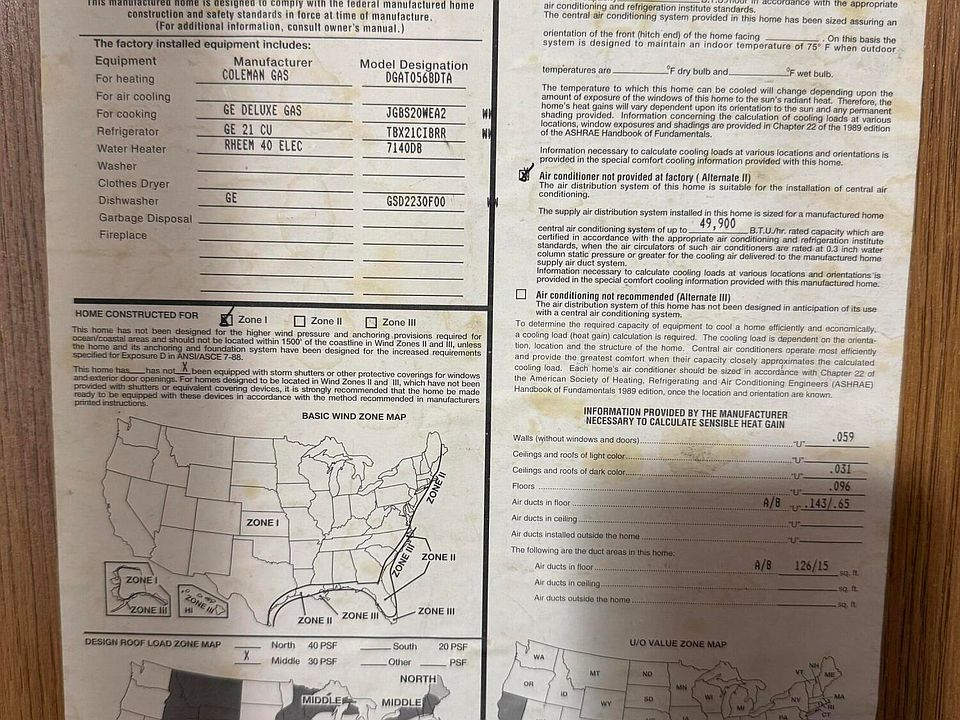 This manufactured home is designed to comply with the federal manufactured home
construction and safety standards in force at time of manufacture.
(For additional information, consult owner's manual.)
The factory installed equipment includes:
Equipment Manufacturer Model Designation
For heating COLEMAN GAS DGAT056BDTA
For air cooling
For cooking GE DELUXE GAS JGBS20WEA2
Refrigerator GE 21 CU TBX21CIBRR
Water Heater RHEEM 40 ELEC 7140DB
Washer
Clothes Dryer
Dishwasher GE GSD2230F00
Garbage Disposal
Fireplace
HOME CONSTRUCTED FOR X Zone I Zone II Zone III
This home has not been designed for the higher wind pressure and anchoring provisions required for
ocean/coastal areas and should not be located within 1500' of the coastline in Wind Zones II and III, unless
the home and its anchoring and foundation system have been designed for the increased requirements
specified for Exposure D in ANSI/ASCE 7-88.
This home has____ has not X been equipped with storm shutters or other protective coverings for windows
and exterior door openings. For homes designed to be located in Wind Zones II and III, which have not been
provided with shutters or equivalent covering devices, it is strongly recommended that the home be made
ready to be equipped with these devices in accordance with the method recommended in manufacturers
printed instructions.
BASIC WIND ZONE MAP
ZONE II
ZONE I
ZONE III
ZONE II
ZONE I
ZONE III
HI
ZONE III
ZONE II
ZONE III
ZONE III
DESIGN ROOF LOAD ZONE MAP
North 40 PSF South 20 PSF
X Middle 30 PSF Other PSF
NORTH
MIDDLE
MIDDLE
B.T.U./hour in accordance with the appropriate
air conditioning and refrigeration institute standards.
The central air conditioning system provided in this home has been sized assuring an
orientation of the front (hitch end) of the home facing ________. On this basis the
system is designed to maintain an indoor temperature of 75° F when outdoor
temperatures are ________°F dry bulb and ________°F wet bulb.
The temperature to which this home can be cooled will change depending upon the
amount of exposure of the windows of this home to the sun's radiant heat. Therefore, the
home's heat gains will vary dependent upon its orientation to the sun and any permanent
shading provided. Information concerning the calculation of cooling loads at various
locations, window exposures and shadings are provided in Chapter 22 of the 1989 edition
of the ASHRAE Handbook of Fundamentals.
Information necessary to calculate cooling loads at various locations and orientations is
provided in the special comfort cooling information provided with this home.
X Air conditioner not provided at factory ( Alternate II)
The air distribution system of this home is suitable for the installation of central air
conditioning.
The supply air distribution system installed in this home is sized for a manufactured home
central air conditioning system of up to 49,900 B.T.U./hr. rated capacity which are
certified in accordance with the appropriate air conditioning and refrigeration institute
standards, when the air circulators of such air conditioners are rated at 0.3 inch water
column static pressure or greater for the cooling air delivered to the manufactured home
supply air duct system.
Information necessary to calculate cooling loads at various locations and orientations is
provided in the special comfort cooling information provided with this manufactured home.
Air conditioning not recommended (Alternate III)
The air distribution system of this home has not been designed in anticipation of its use
with a central air conditioning system.
To determine the required capacity of equipment to cool a home efficiently and economically,
a cooling load (heat gain) calculation is required. The cooling load is dependent on the orienta-
tion, location and the structure of the home. Central air conditioners operate most efficiently
and provide the greatest comfort when their capacity closely approximates the calculated
cooling load. Each home's air conditioner should be sized in accordance with Chapter 22 of
the American Society of Heating, Refrigerating and Air Conditioning Engineers (ASHRAE)
Handbook of Fundamentals 1989 edition, once the location and orientation are known.
INFORMATION PROVIDED BY THE MANUFACTURER
NECESSARY TO CALCULATE SENSIBLE HEAT GAIN
Walls (without windows and doors) "U" .059
Ceilings and roofs of light color "U"
Ceilings and roofs of dark color "U" .031
Floors "U" .096
Air ducts in floor A/B "U" .143/.65
Air ducts in ceiling "U"
Air ducts installed outside the home "U"
The following are the duct areas in this home:
Air ducts in floor A/B 126/15 sq. ft.
Air ducts in ceiling sq. ft.
Air ducts outside the home sq. ft.
U/O VALUE ZONE MAP
WA
MT
ND
MN
OR
ID
WY
SD
WI
MI
NY
VT
NH
ME
MA
RI
CT
IA
PA